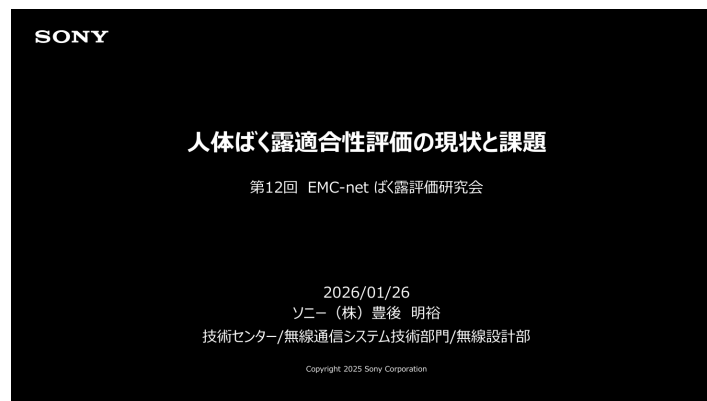 SONY
人体ばく露適合性評価の現状と課題
第12回 EMC-net ばく露評価研究会
2026/01/26
ソニー（株）豊後 明裕
技術センター/無線通信システム技術部門/無線設計部
Copyright 2025 Sony Corporation